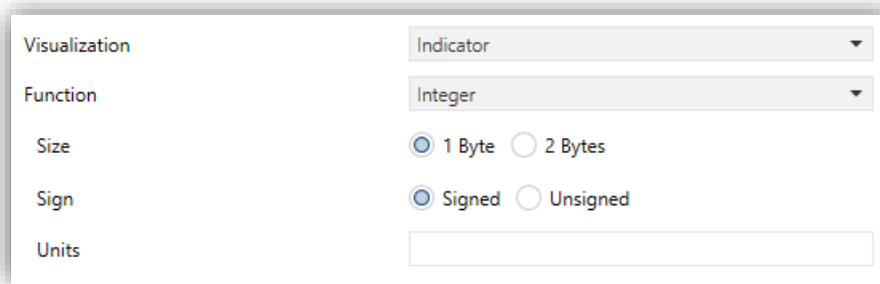 Visualization Indicator
Function Integer
Size 1 Byte 2 Bytes
Sign Signed Unsigned
Units